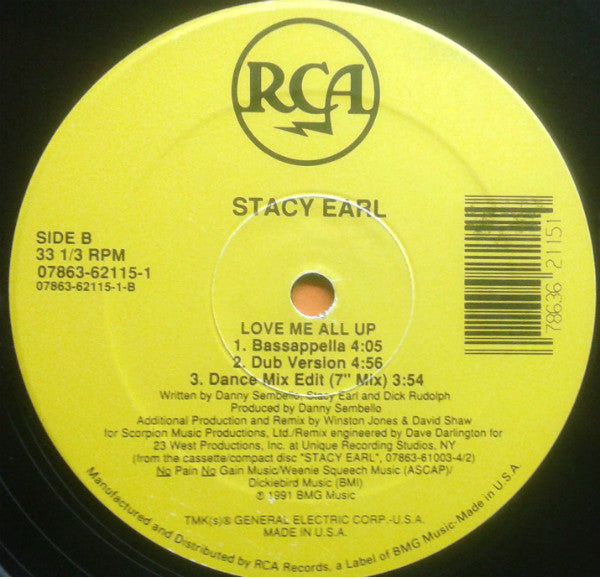 RCA
STACY EARL
SIDE B
33 1/3 RPM
07863-62115-1
07863-62115-1-B
78636 21151
LOVE ME ALL UP
1. Bassappella 4:05
2. Dub Version 4:56
3. Dance Mix Edit (7" Mix) 3:54
Written by Danny Sembello, Stacy Earl and Dick Rudolph
Produced by Danny Sembello
Additional Production and Remix by Winston Jones & David Shaw
for Scorpion Music Productions, Ltd./Remix engineered by Dave Darlington for
23 West Productions, Inc. at Unique Recording Studios, NY
(from the cassette/compact disc "STACY EARL", 07863-61003-4/2)
No Pain No Gain Music/Weenie Squeech Music (ASCAP)/
Dickiebird Music (BMI)
℗ 1991 BMG Music
TMK(s)® GENERAL ELECTRIC CORP.-U.S.A.
MADE IN U.S.A.
Manufactured and Distributed by RCA Records, a Label of BMG Music-Made in U.S.A.